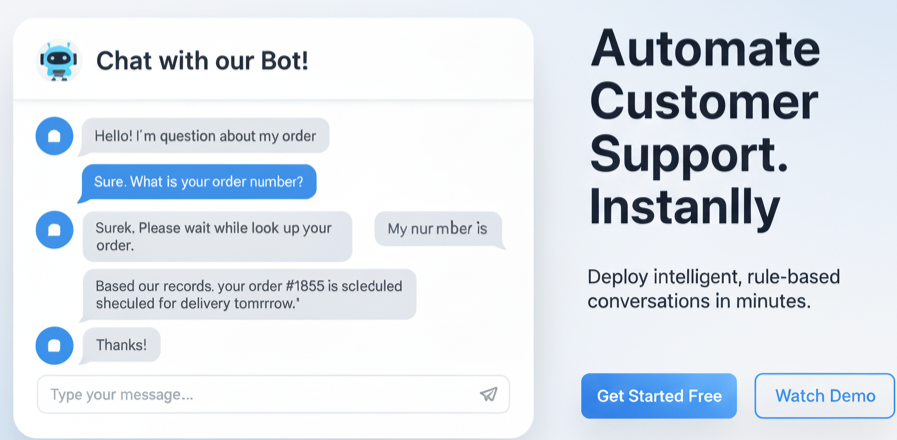 Chat with our Bot!
Hello! I'm question about my order
Sure. What is your order number?
Surek. Please wait while look up your
order.
My nur mber is
Based our records. your order #1855 is scleduled
sheculed for delivery tomrrrow.'
Thanks!
Type your message...
Automate
Customer
Support.
Instanlly
Deploy intelligent, rule-based
conversations in minutes.
Get Started Free
Watch Demo